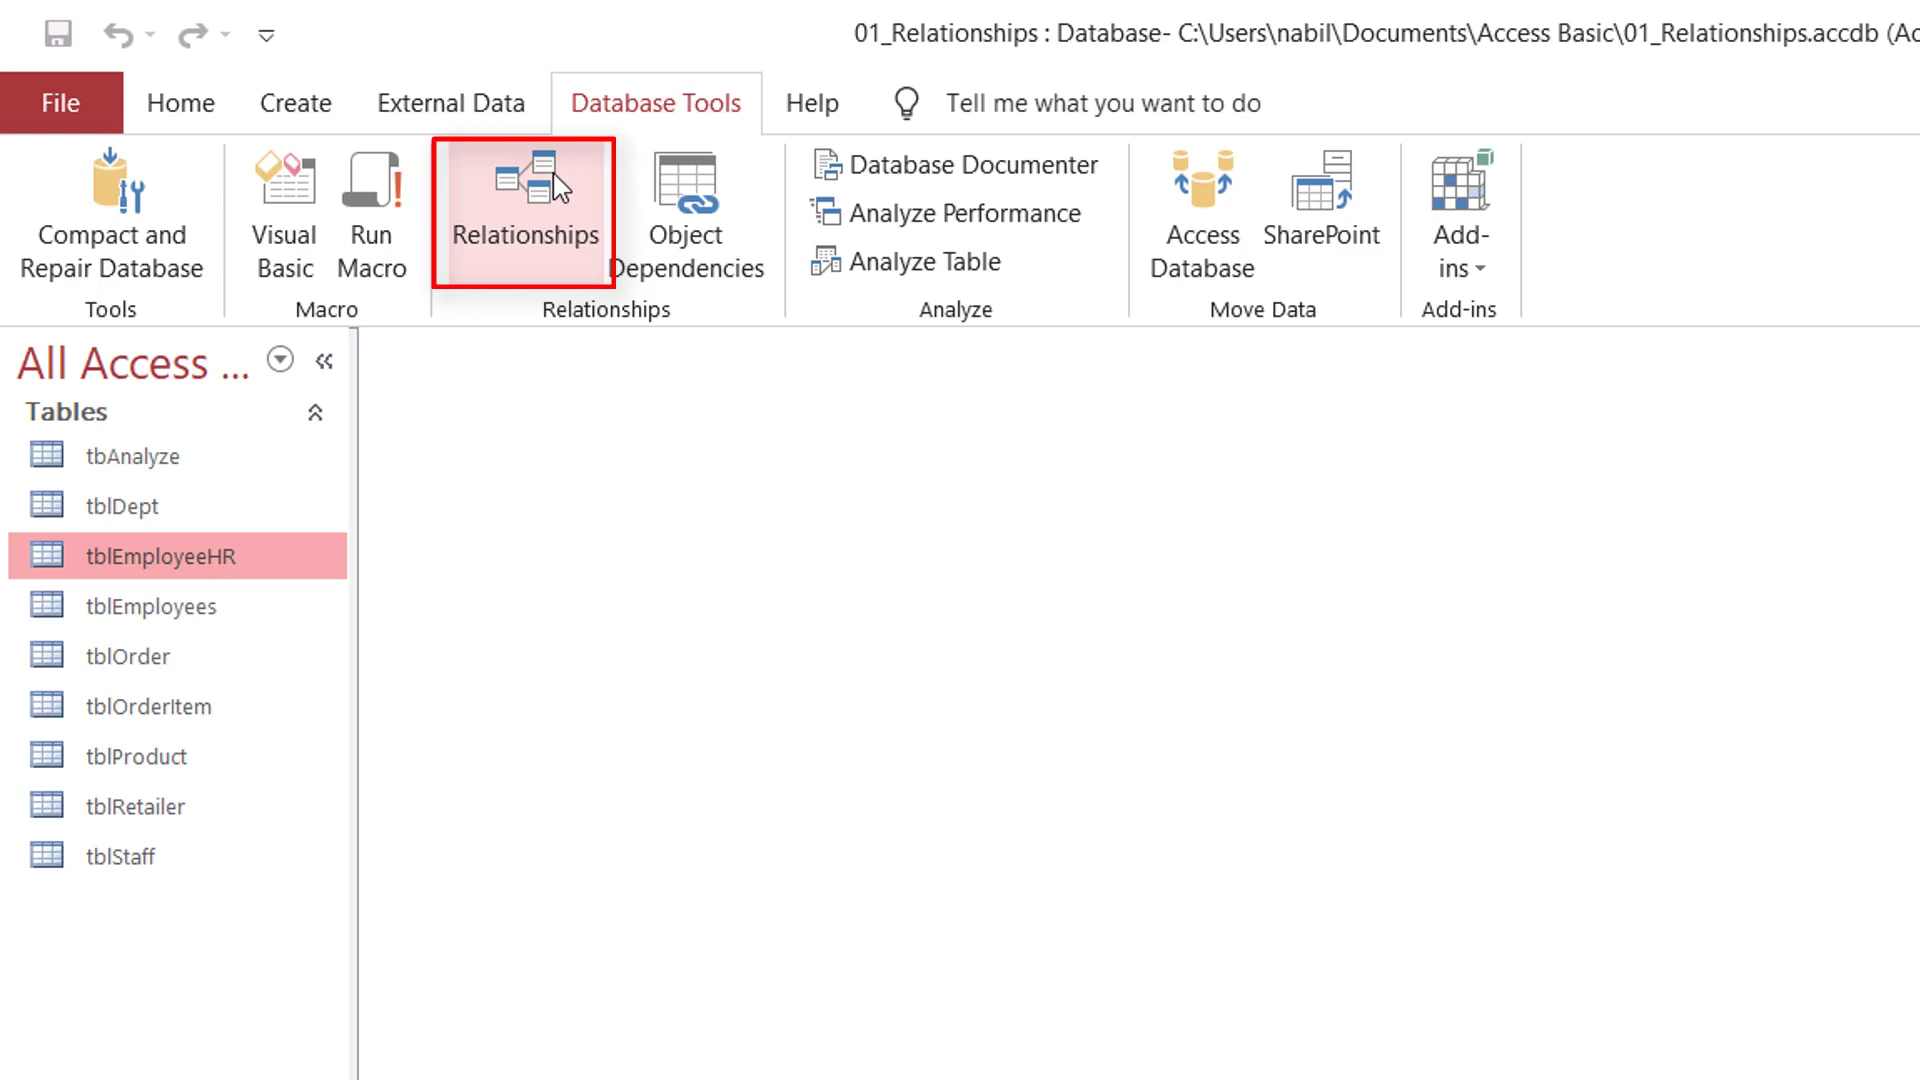 01_Relationships : Database- C:\Users\nabil\Documents\Access Basic\01_Relationships.accdb (Ac
File Home Create External Data Database Tools Help Tell me what you want to do
Compact and Repair Database
Visual Basic
Run Macro
Relationships
Object Dependencies
Database Documenter
Analyze Performance
Analyze Table
Access Database
SharePoint
Add-ins
Tools Macro Relationships Analyze Move Data Add-ins
All Access ...
Tables
tbAnalyze
tblDept
tblEmployeeHR
tblEmployees
tblOrder
tblOrderItem
tblProduct
tblRetailer
tblStaff